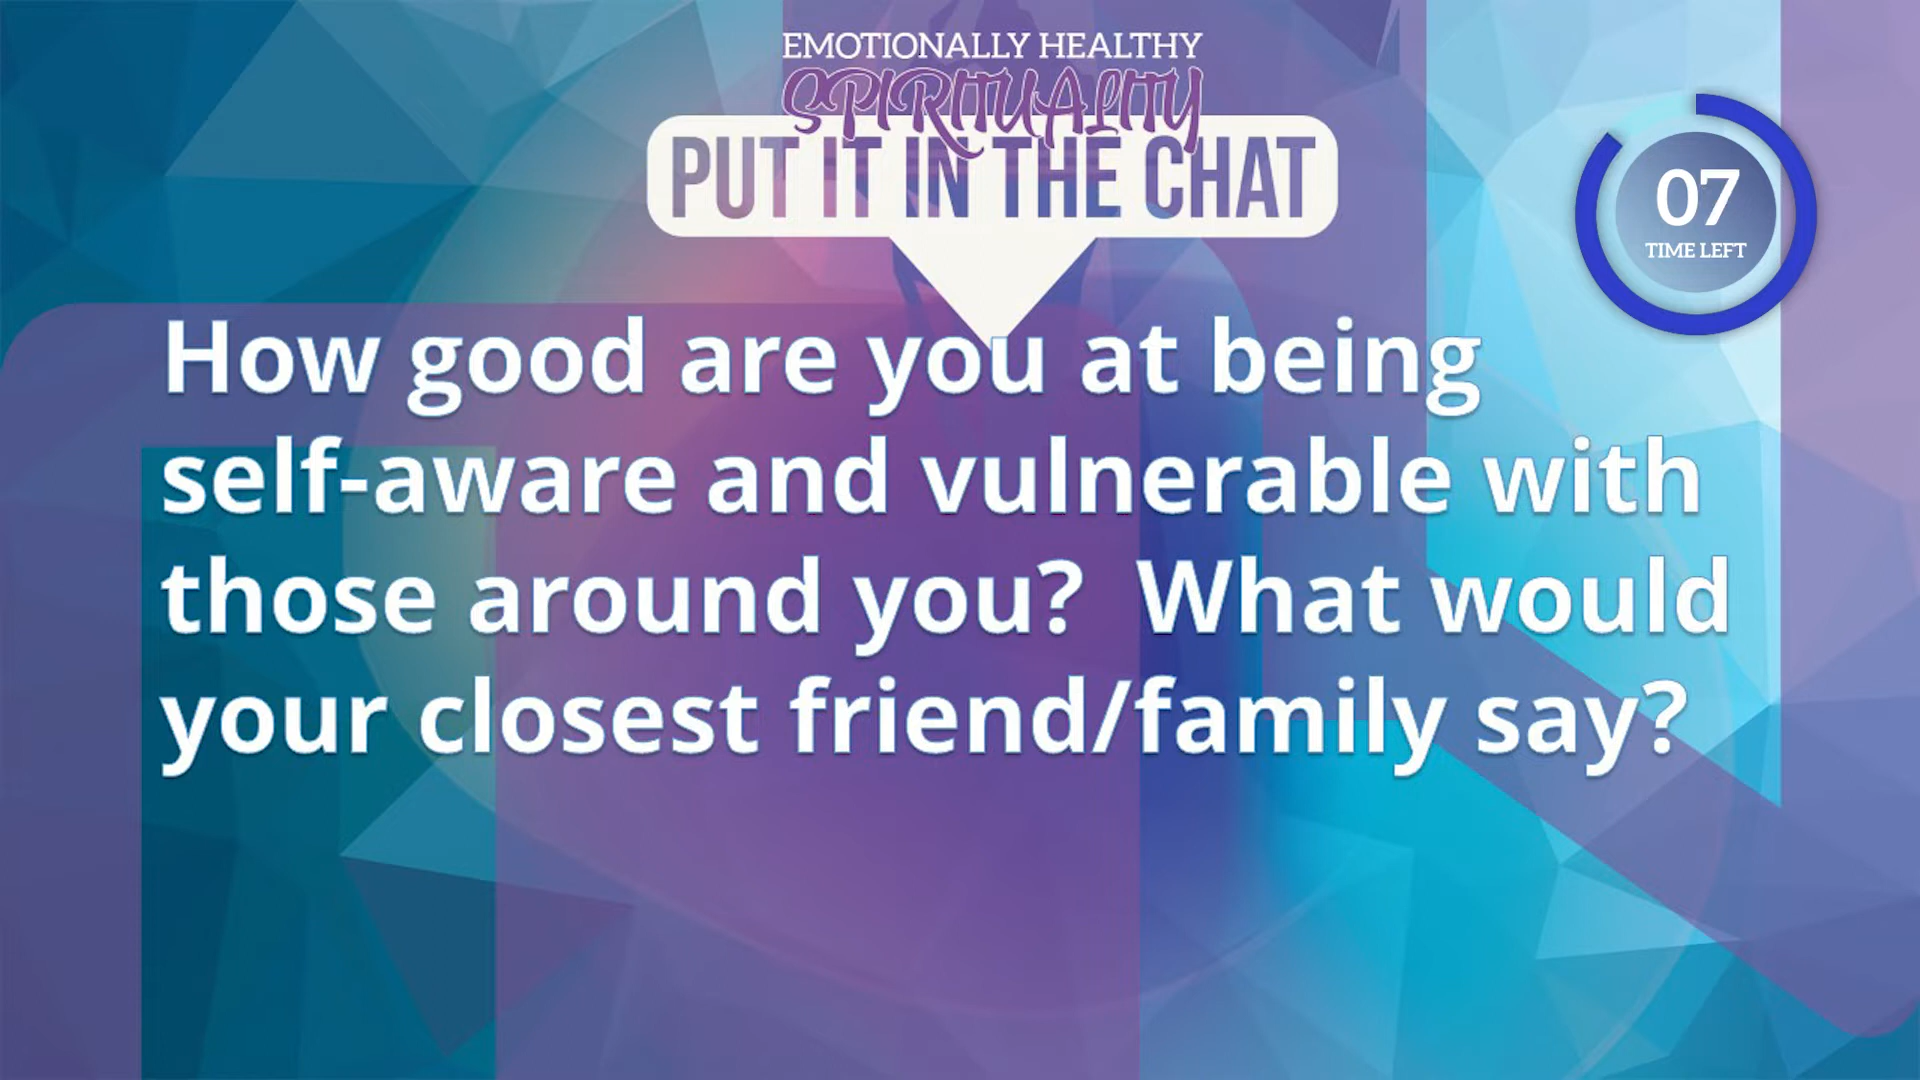 EMOTIONALLY HEALTHY
SPIRITUALITY
PUT IT IN THE CHAT
07
TIME LEFT
How good are you at being
self-aware and vulnerable with
those around you?  What would
your closest friend/family say?